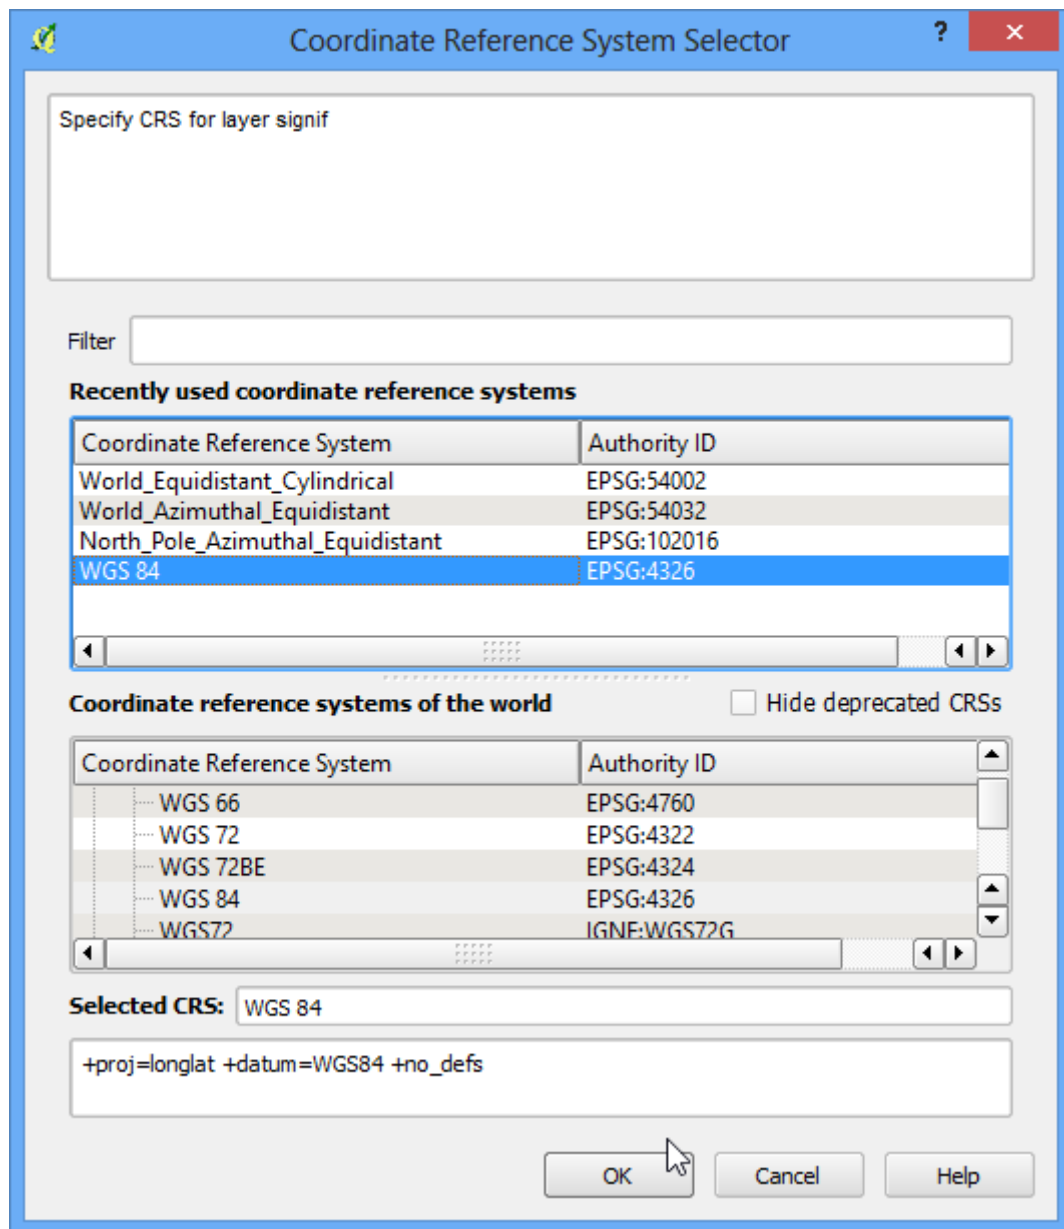 Coordinate Reference System Selector ?
Specify CRS for layer signif
Filter
Recently used coordinate reference systems
Coordinate Reference System Authority ID
World_Equidistant_Cylindrical EPSG:54002
World_Azimuthal_Equidistant EPSG:54032
North_Pole_Azimuthal_Equidistant EPSG:102016
WGS 84 EPSG:4326
Coordinate reference systems of the world Hide deprecated CRSs
Coordinate Reference System Authority ID
WGS 66 EPSG:4760
WGS 72 EPSG:4322
WGS 72BE EPSG:4324
WGS 84 EPSG:4326
WGS72 IGNF:WGS72G
Selected CRS: WGS 84
+proj=longlat +datum=WGS84 +no_defs
OK Cancel Help